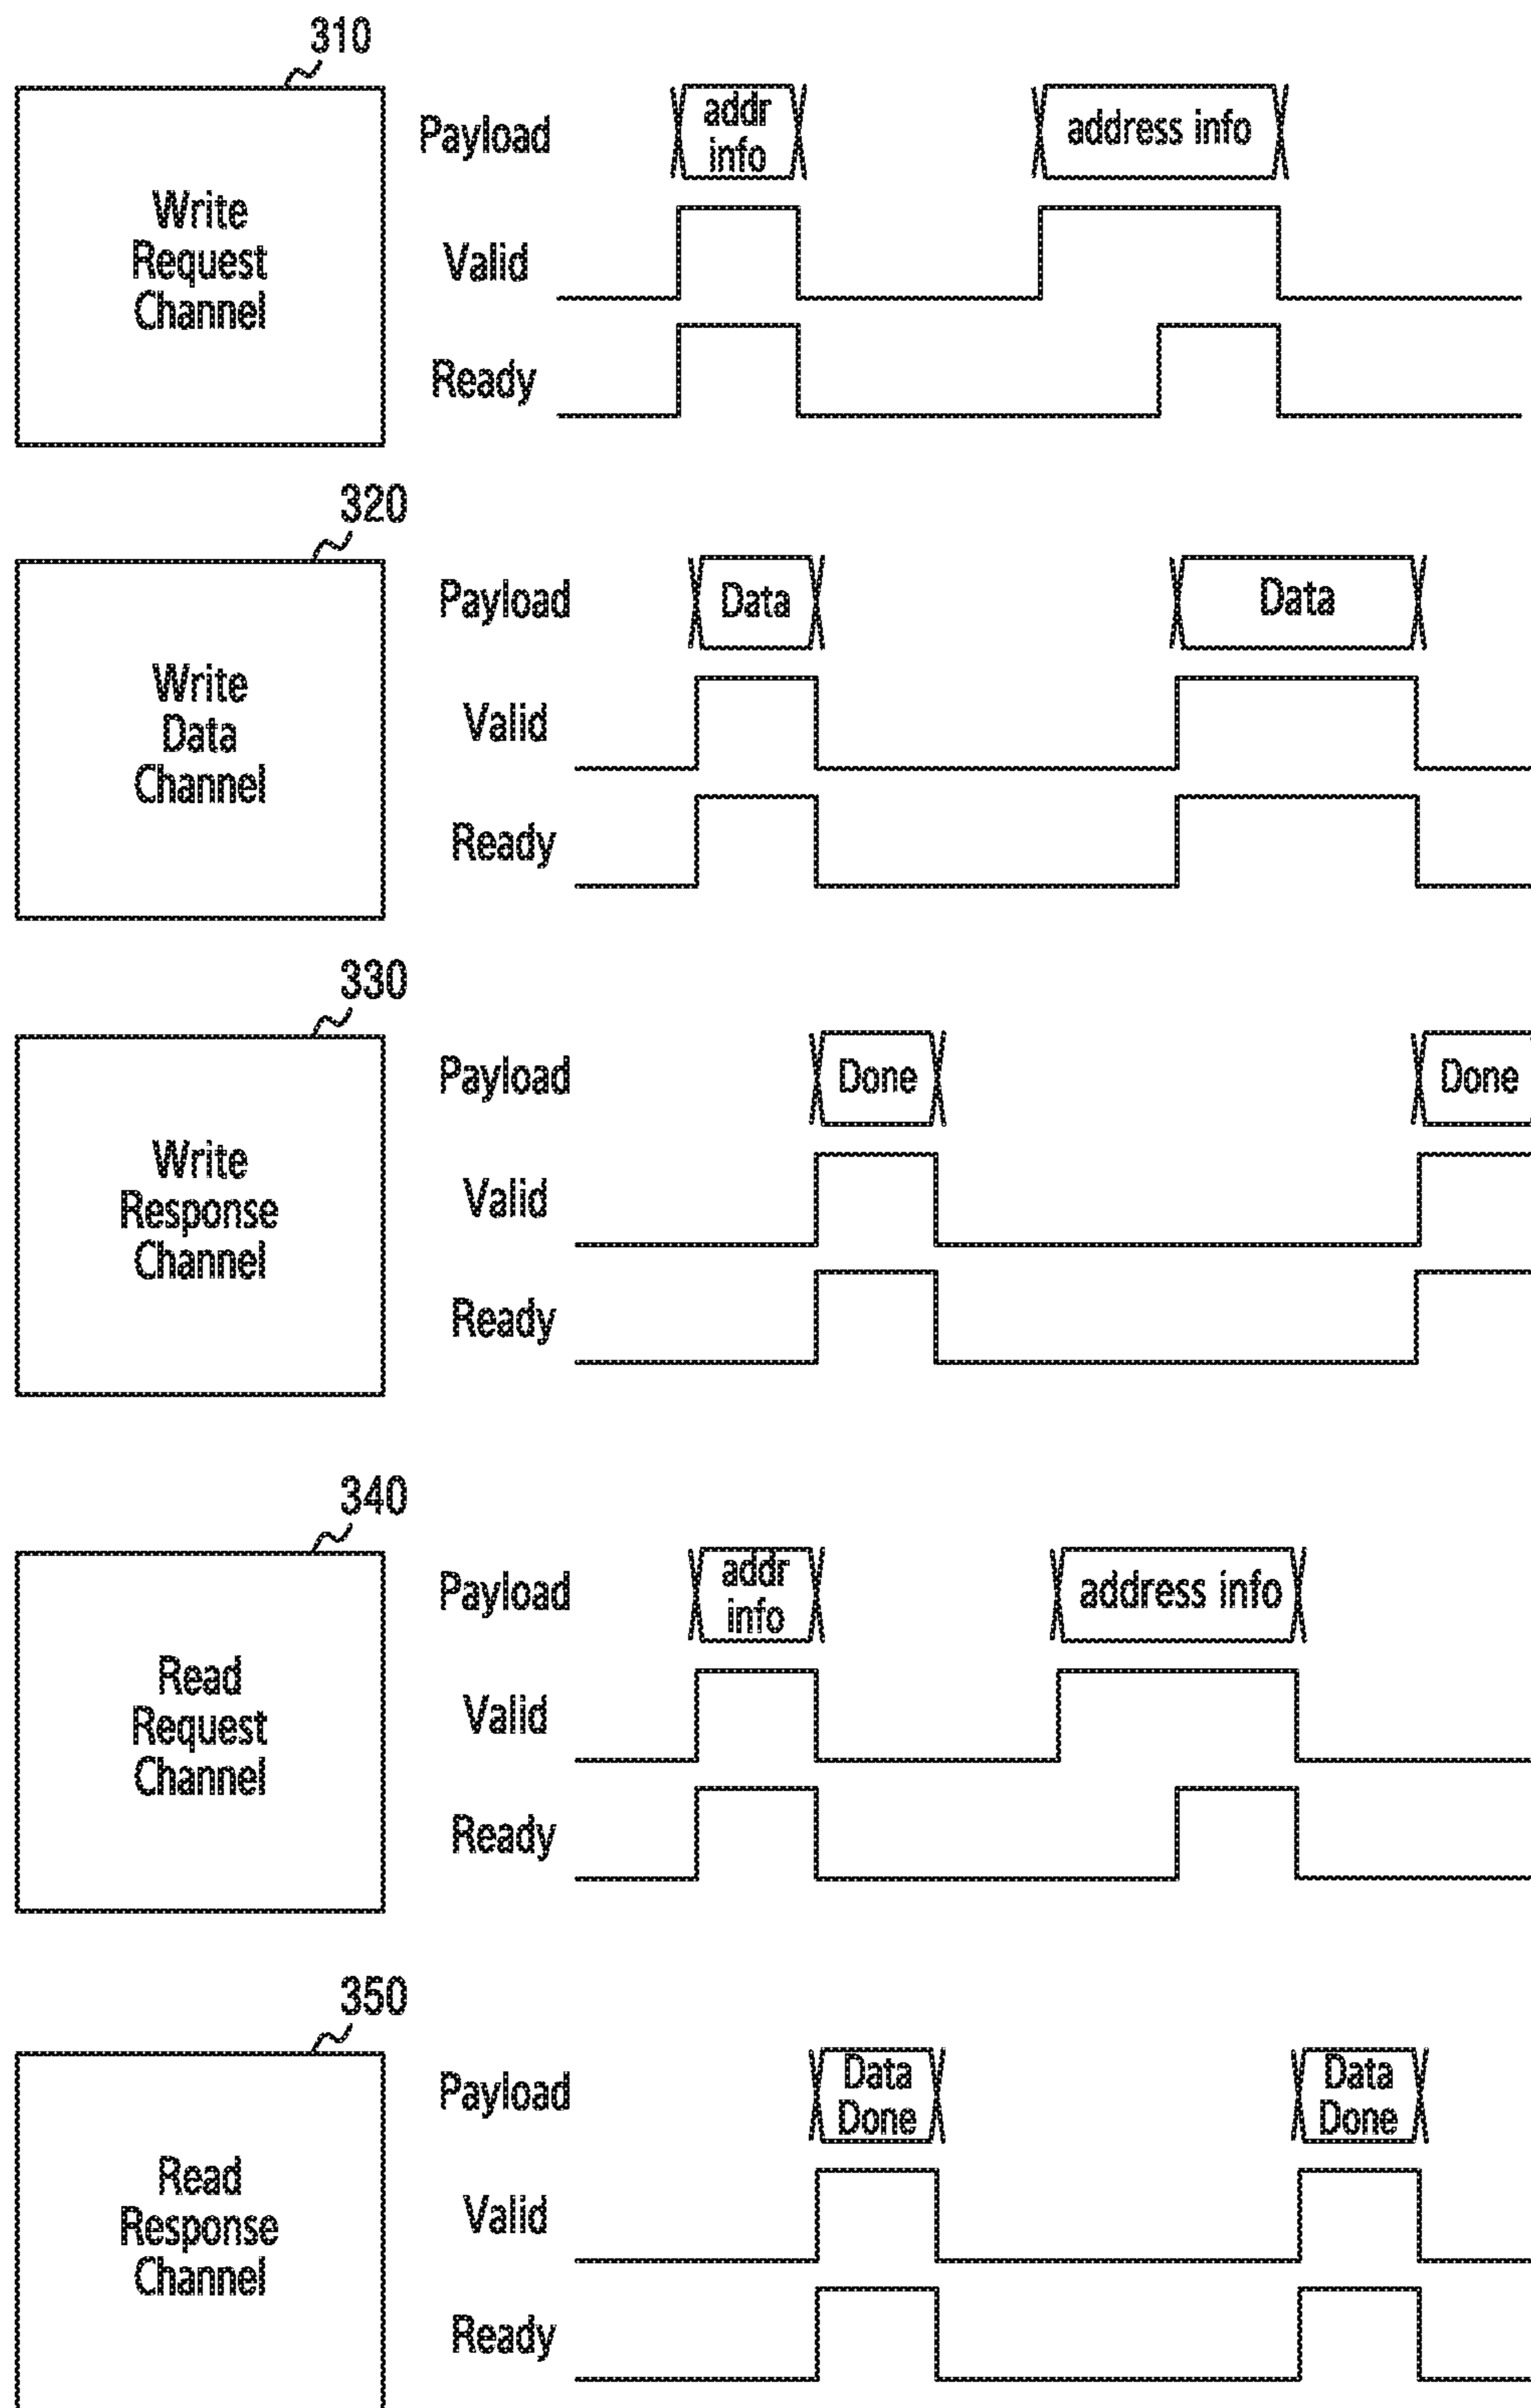 310
Write
Request
Channel
Payload
addr
info
address info
Valid
Ready
320
Write
Data
Channel
Payload
Data
Data
Valid
Ready
330
Write
Response
Channel
Payload
Done
Done
Valid
Ready
340
Read
Request
Channel
Payload
addr
info
address info
Valid
Ready
350
Read
Response
Channel
Payload
Data
Done
Data
Done
Valid
Ready